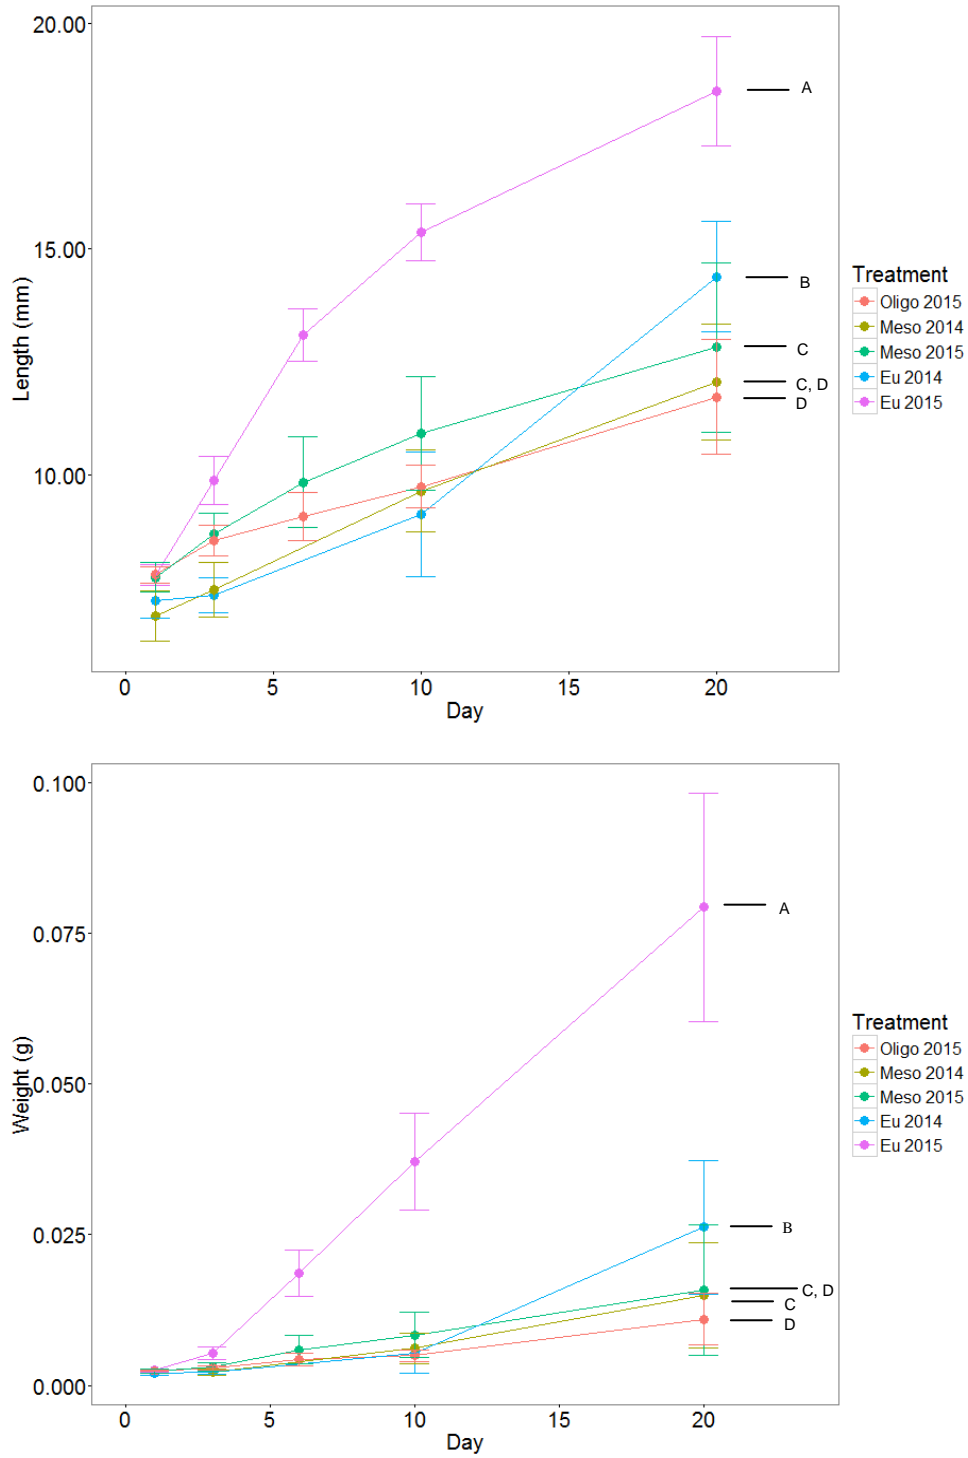 20.00
A
15.00
B
Length (mm)
C
C, D
D
10.00
Treatment
Oligo 2015
Meso 2014
Meso 2015
Eu 2014
Eu 2015
0 5 10 15 20
Day
0.100
A
0.075
0.050
Weight (g)
0.025
B
C, D
C
D
0.000
Treatment
Oligo 2015
Meso 2014
Meso 2015
Eu 2014
Eu 2015
0 5 10 15 20
Day